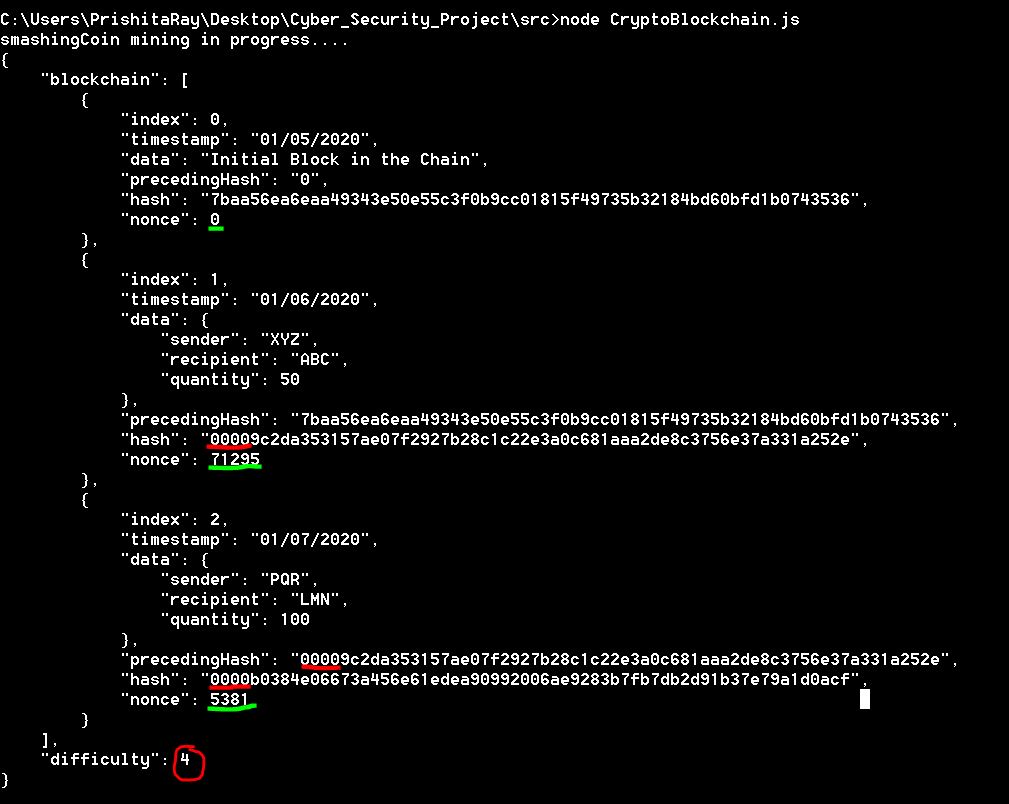 C:\Users\PrishitaRay\Desktop\Cyber_Security_Project\src>node CryptoBlockchain.js
smashingCoin mining in progress....
{
    "blockchain": [
        {
            "index": 0,
            "timestamp": "01/05/2020",
            "data": "Initial Block in the Chain",
            "precedingHash": "0",
            "hash": "7baa56ea6eaa49343e50e55c3f0b9cc01815f49735b32184bd60bfd1b0743536",
            "nonce": 0
        },
        {
            "index": 1,
            "timestamp": "01/06/2020",
            "data": {
                "sender": "XYZ",
                "recipient": "ABC",
                "quantity": 50
            },
            "precedingHash": "7baa56ea6eaa49343e50e55c3f0b9cc01815f49735b32184bd60bfd1b0743536",
            "hash": "00009c2da353157ae07f2927b28c1c22e3a0c681aaa2de8c3756e37a331a252e",
            "nonce": 71295
        },
        {
            "index": 2,
            "timestamp": "01/07/2020",
            "data": {
                "sender": "PQR",
                "recipient": "LMN",
                "quantity": 100
            },
            "precedingHash": "00009c2da353157ae07f2927b28c1c22e3a0c681aaa2de8c3756e37a331a252e",
            "hash": "0000b0384e06673a456e61edea90992006ae9283b7fb7db2d91b37e79a1d0acf",
            "nonce": 5381
        }
    ],
    "difficulty": 4
}